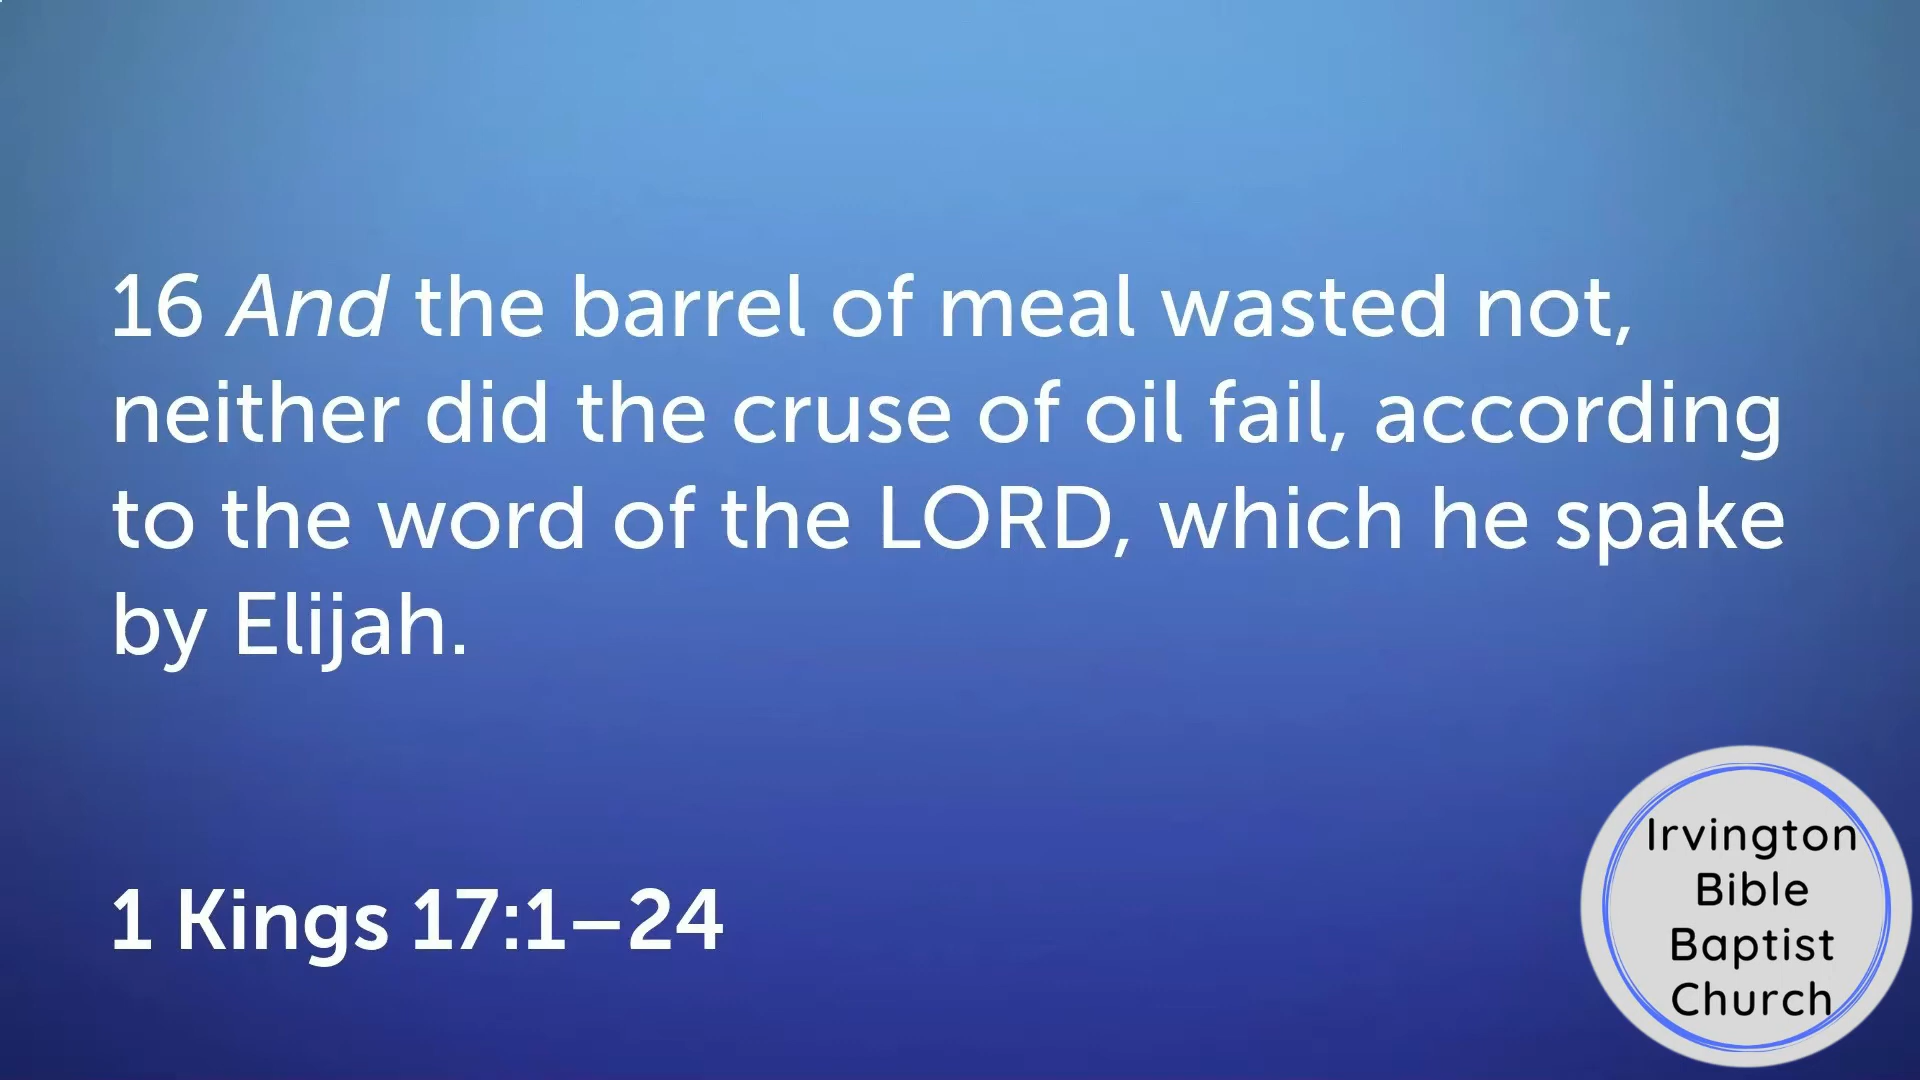 16 And the barrel of meal wasted not,
neither did the cruse of oil fail, according
to the word of the LORD, which he spake
by Elijah.
1 Kings 17:1–24
Irvington
Bible
Baptist
Church